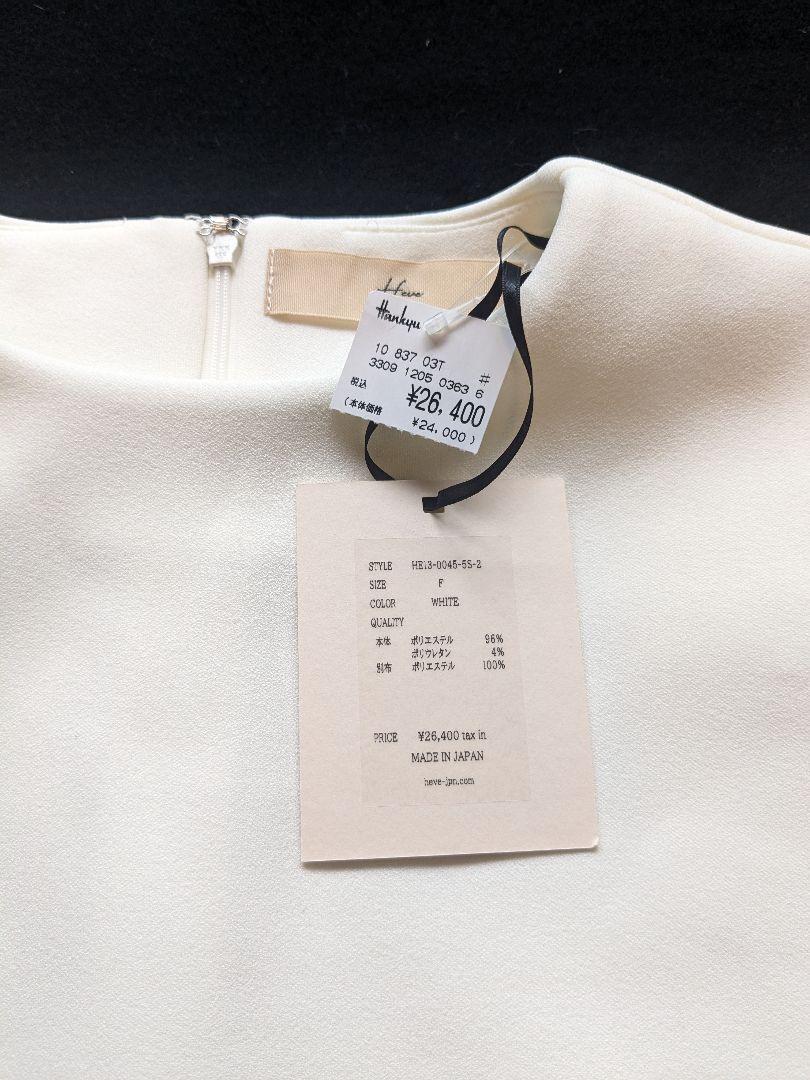 Heve
Hankyu
10 837 03T #
3309 1205 0363 6
税込 ¥26,400
(本体価格 ¥24,000)
STYLE HE13-0045-5S-2
SIZE F
COLOR WHITE
QUALITY
本体 ポリエステル 96%
ポリウレタン 4%
別布 ポリエステル 100%
PRICE ¥26,400 tax in
MADE IN JAPAN
heve-jpn.com